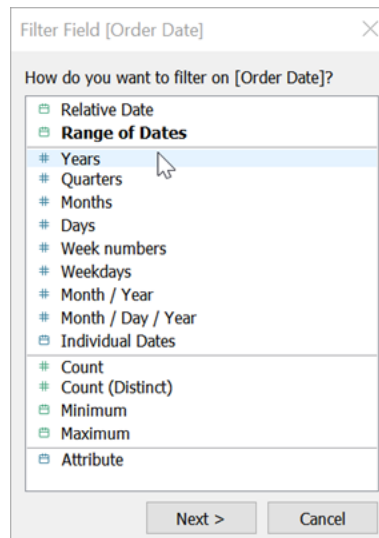 Filter Field [Order Date]
How do you want to filter on [Order Date]?
Relative Date
Range of Dates
# Years
# Quarters
# Months
# Days
# Week numbers
# Weekdays
# Month / Year
# Month / Day / Year
Individual Dates
# Count
# Count (Distinct)
Minimum
Maximum
Attribute
Next > Cancel